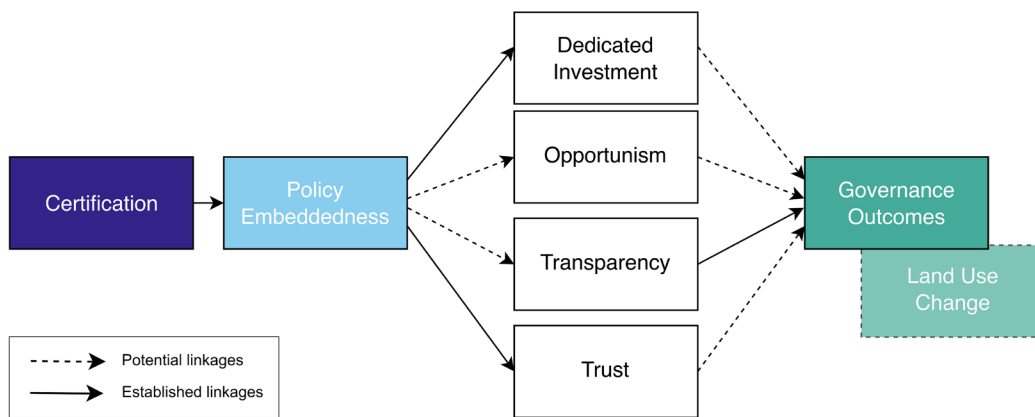 Dedicated
Investment
Opportunism
Certification
Policy
Embeddedness
Governance
Outcomes
Transparency
Land Use
Change
Trust
Potential linkages
Established linkages